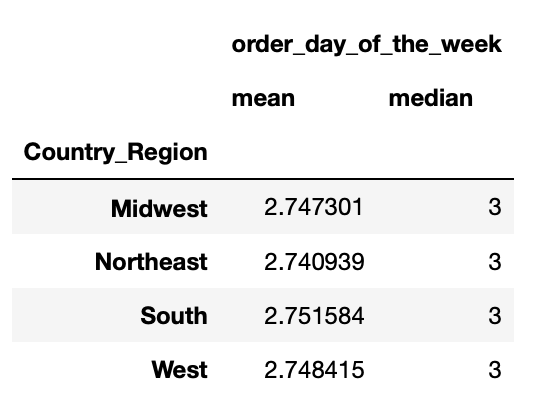 order_day_of_the_week
mean median
Country_Region
Midwest 2.747301 3
Northeast 2.740939 3
South 2.751584 3
West 2.748415 3